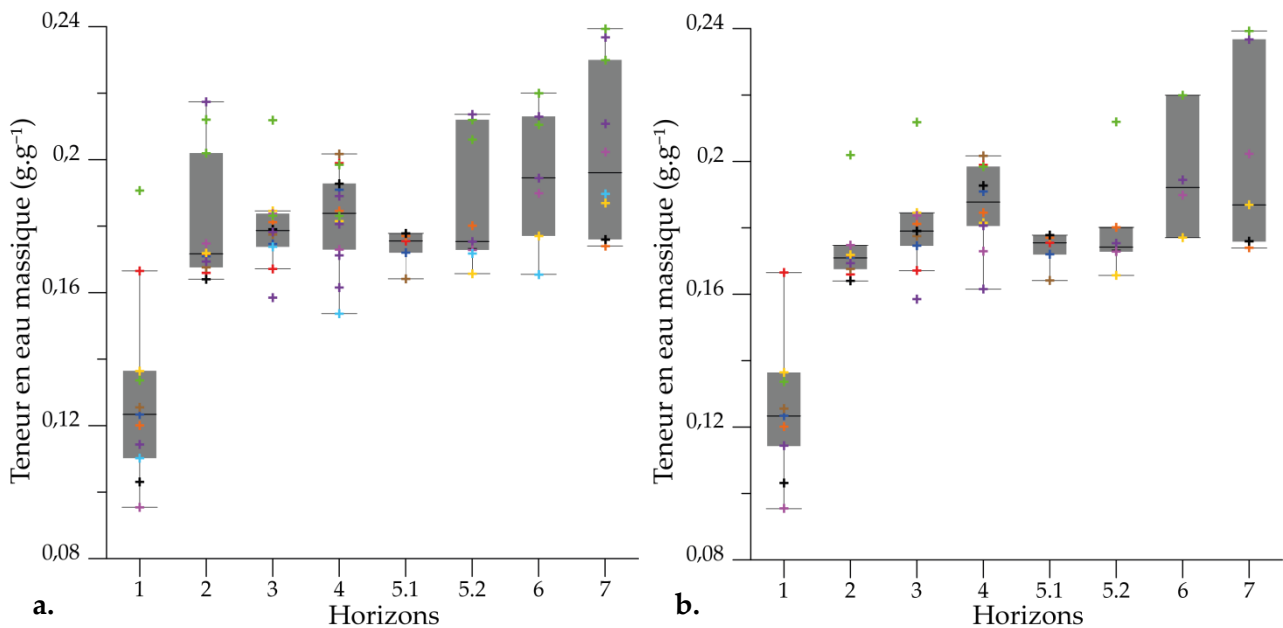 Teneur en eau massique (g.g⁻¹)
0,24
0,2
0,16
0,12
0,08
1 2 3 4 5.1 5.2 6 7
a.
Horizons
Teneur en eau massique (g.g⁻¹)
0,24
0,2
0,16
0,12
0,08
1 2 3 4 5.1 5.2 6 7
b.
Horizons